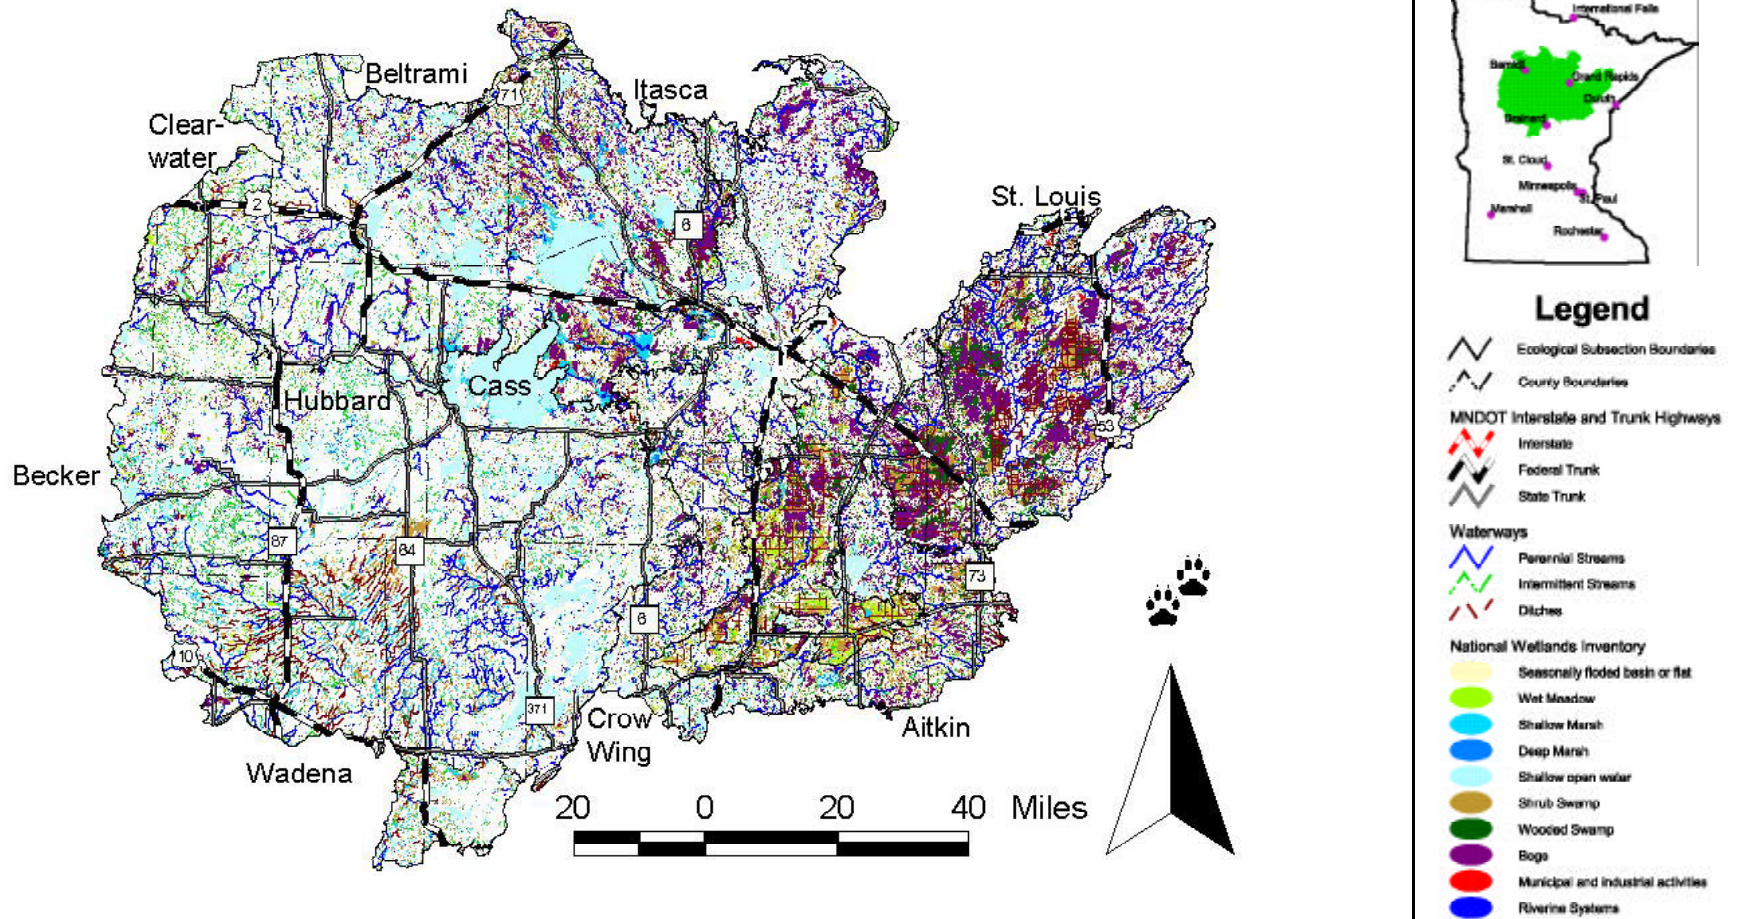 Beltrami
71
Itasca
Clear-
water
2
6
St. Louis
Cass
Hubbard
53
Becker
87
64
73
6
10
371
Crow
Wing
Aitkin
Wadena
20 0 20 40 Miles
International Falls
Bemidji
Grand Rapids
Duluth
Brainerd
St. Cloud
Minneapolis
St. Paul
Marshall
Rochester
Legend
Ecological Subsection Boundaries
County Boundaries
MNDOT Interstate and Trunk Highways
Interstate
Federal Trunk
State Trunk
Waterways
Perennial Streams
Intermittent Streams
Ditches
National Wetlands Inventory
Seasonally floded basin or flat
Wet Meadow
Shallow Marsh
Deep Marsh
Shallow open water
Shrub Swamp
Wooded Swamp
Bogs
Municipal and industrial activities
Riverine Systems